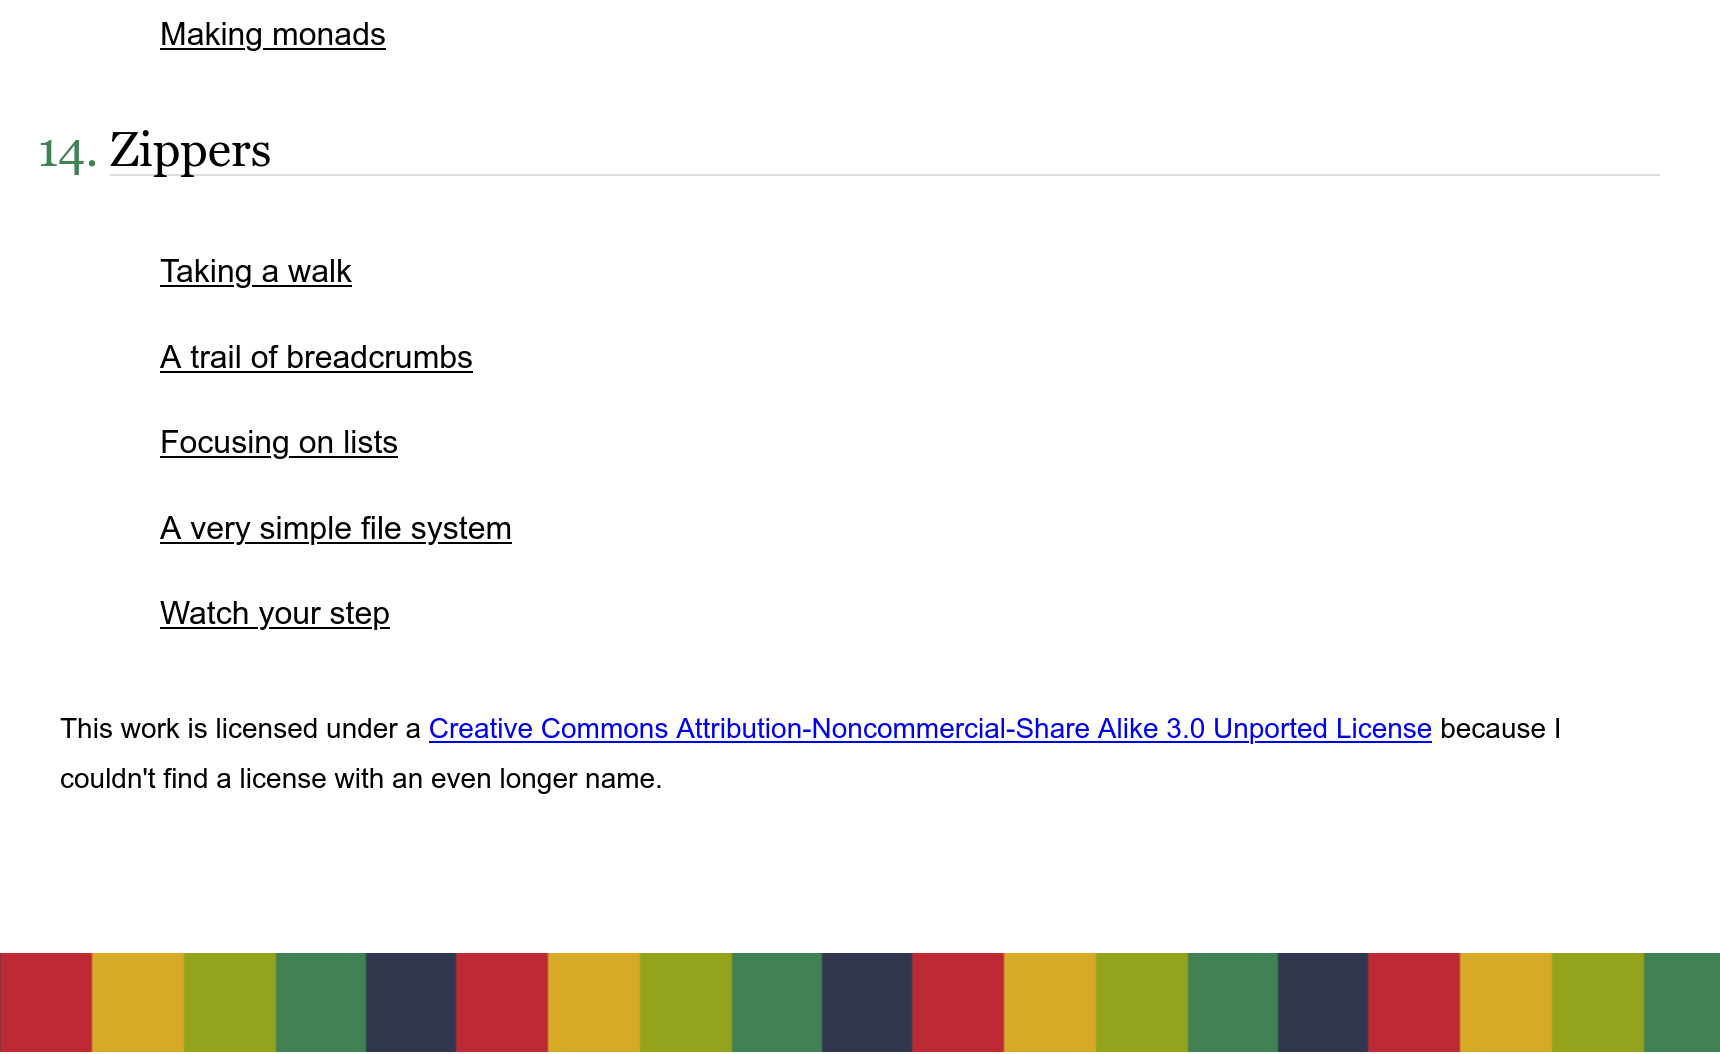 Making monads
14. Zippers
Taking a walk
A trail of breadcrumbs
Focusing on lists
A very simple file system
Watch your step
This work is licensed under a Creative Commons Attribution-Noncommercial-Share Alike 3.0 Unported License because I
couldn't find a license with an even longer name.